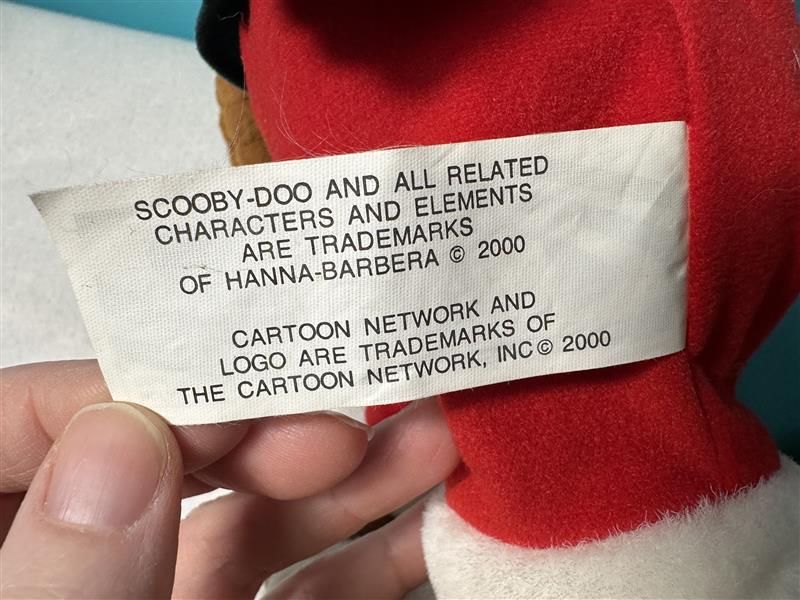 SCOOBY-DOO AND ALL RELATED
CHARACTERS AND ELEMENTS
ARE TRADEMARKS
OF HANNA-BARBERA © 2000
CARTOON NETWORK AND
LOGO ARE TRADEMARKS OF
THE CARTOON NETWORK, INC© 2000